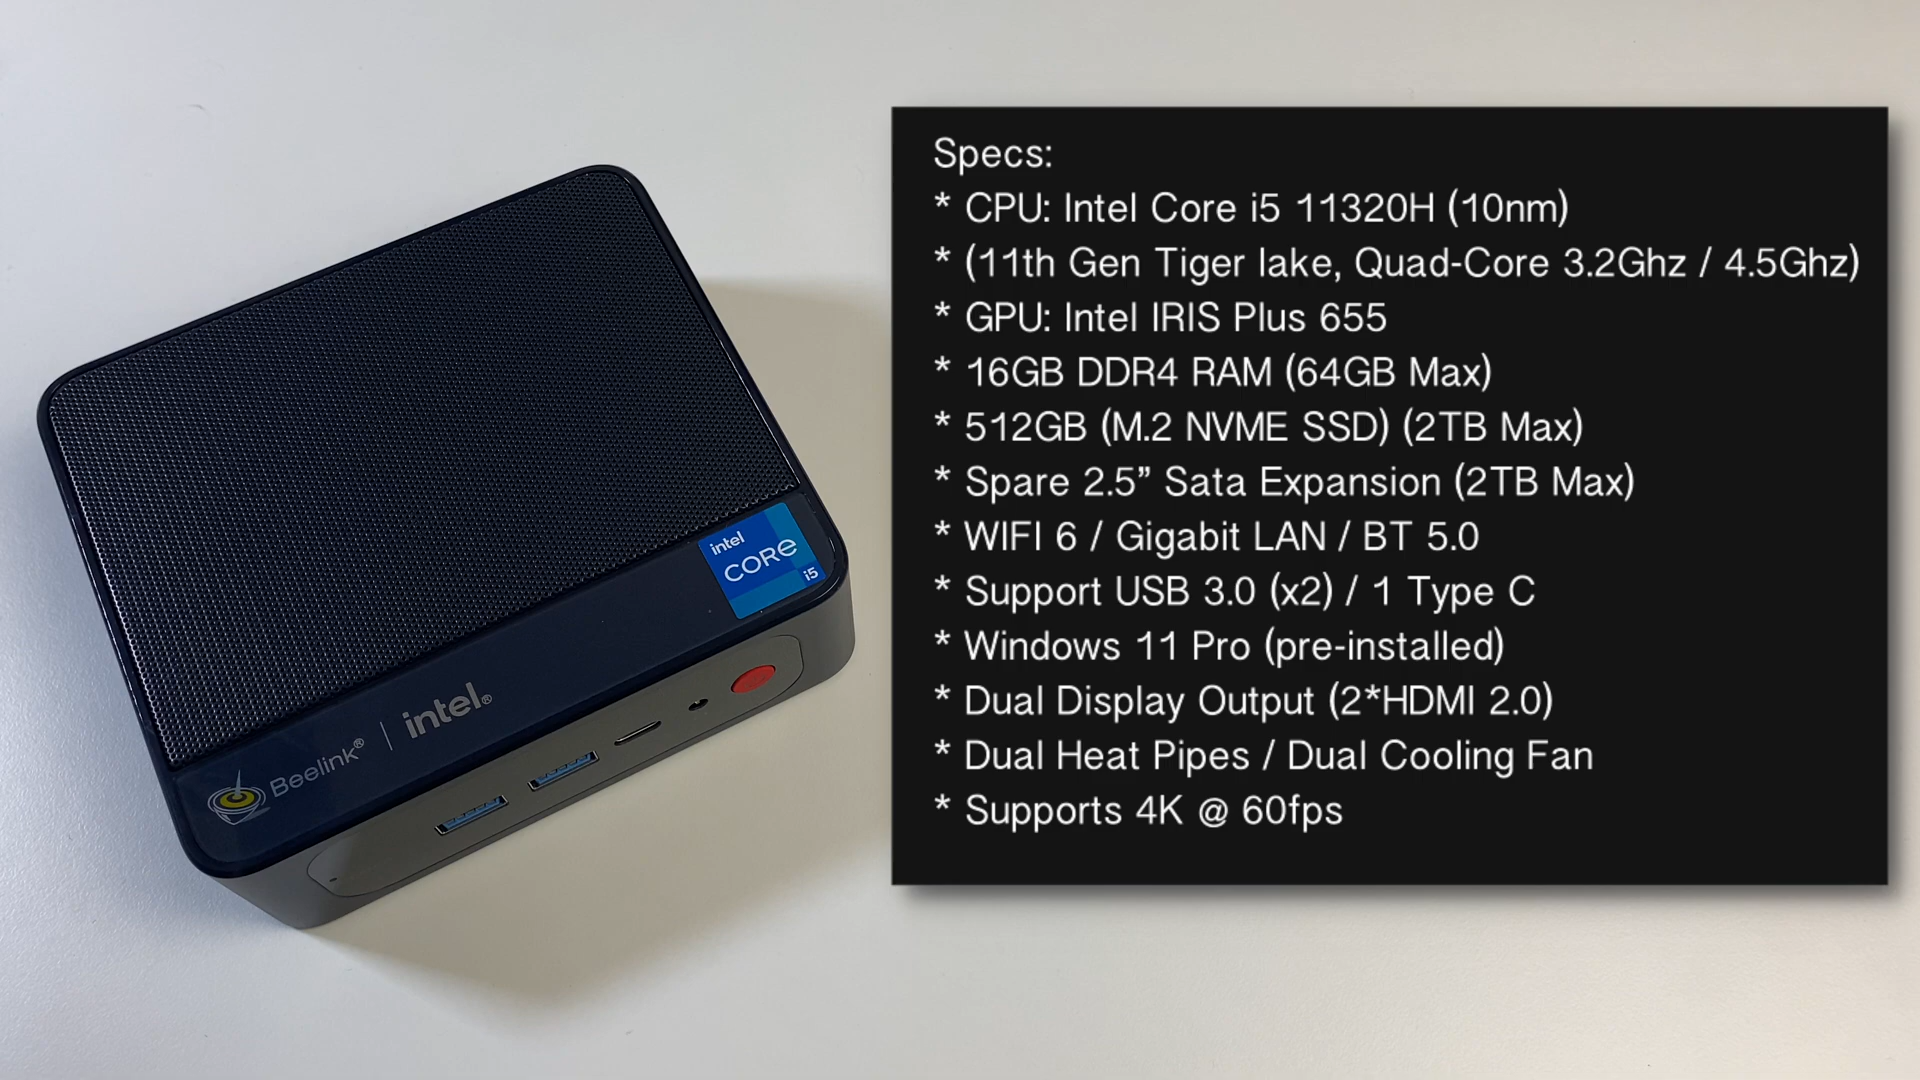 Specs:
* CPU: Intel Core i5 11320H (10nm)
* (11th Gen Tiger lake, Quad-Core 3.2Ghz / 4.5Ghz)
* GPU: Intel IRIS Plus 655
* 16GB DDR4 RAM (64GB Max)
* 512GB (M.2 NVME SSD) (2TB Max)
* Spare 2.5” Sata Expansion (2TB Max)
* WIFI 6 / Gigabit LAN / BT 5.0
* Support USB 3.0 (x2) / 1 Type C
* Windows 11 Pro (pre-installed)
* Dual Display Output (2*HDMI 2.0)
* Dual Heat Pipes / Dual Cooling Fan
* Supports 4K @ 60fps
intel
CORE
i5
Beelink® | intel®